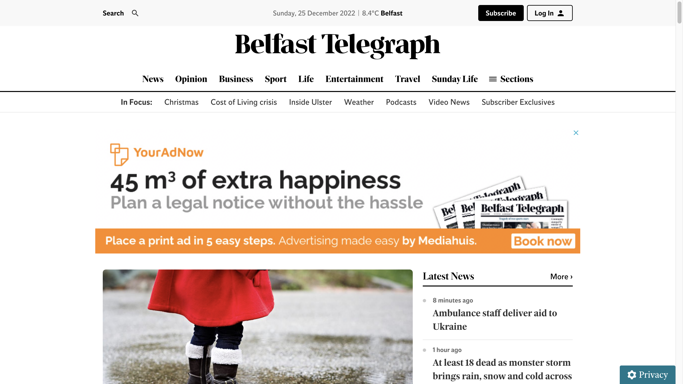 Search
Sunday, 25 December 2022 | 8.4°C Belfast
Subscribe
Log In
Belfast Telegraph
News Opinion Business Sport Life Entertainment Travel Sunday Life Sections
In Focus: Christmas Cost of Living crisis Inside Ulster Weather Podcasts Video News Subscriber Exclusives
YourAdNow
45 m³ of extra happiness
Plan a legal notice without the hassle
Telegraph
Telegraph
Belfast Telegraph
Place a print ad in 5 easy steps. Advertising made easy by Mediahuis.
Book now
Latest News
More ›
8 minutes ago
Ambulance staff deliver aid to
Ukraine
1 hour ago
At least 18 dead as monster storm
brings rain, snow and cold across
Privacy